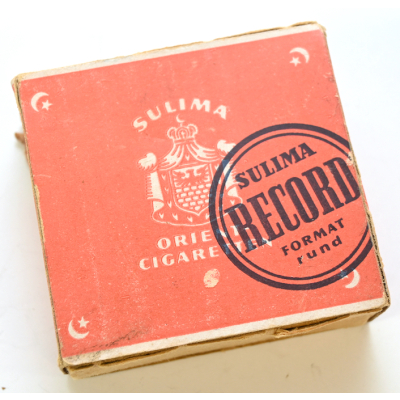 SULIMA
ORIENT
CIGARETTEN
SULIMA
RECORD
FORMAT
rund